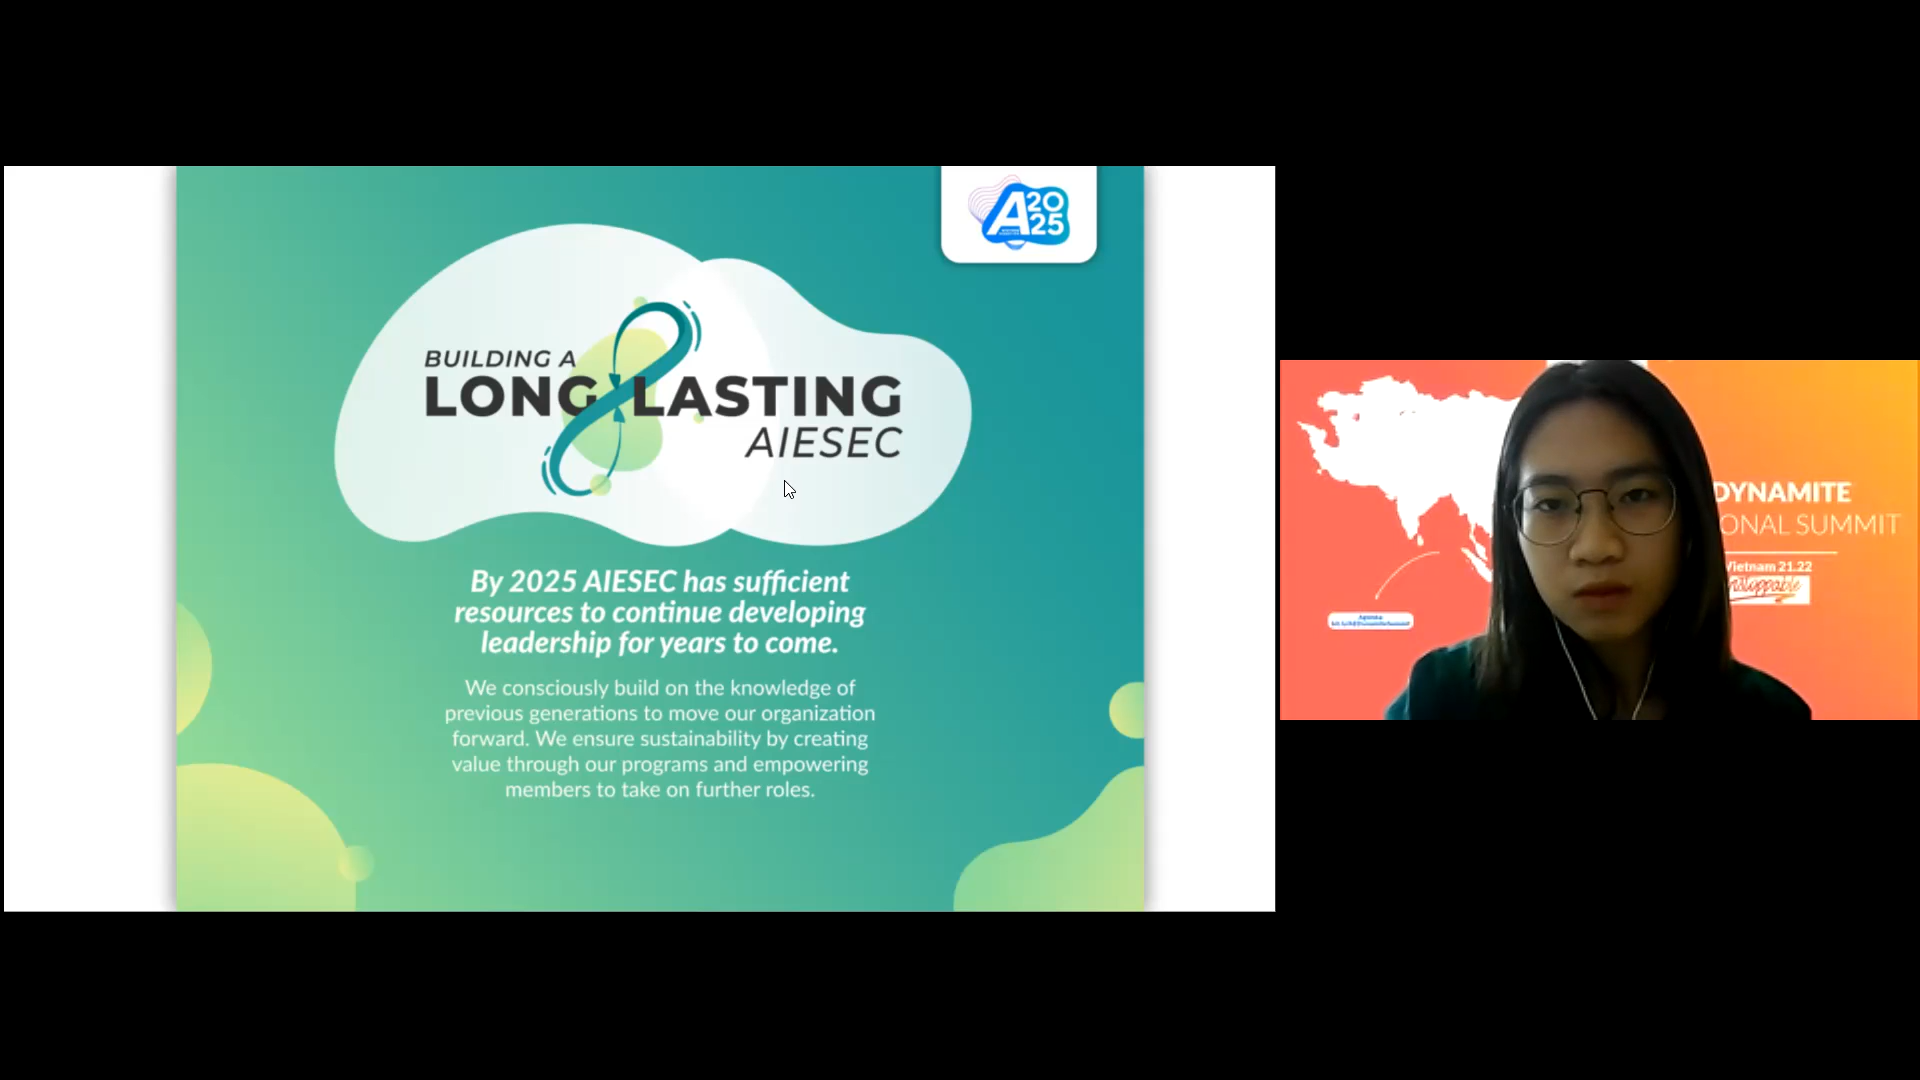 A 20
25
BUILDING A
LONG LASTING
AIESEC
By 2025 AIESEC has sufficient
resources to continue developing
leadership for years to come.
We consciously build on the knowledge of
previous generations to move our organization
forward. We ensure sustainability by creating
value through our programs and empowering
members to take on further roles.
DYNAMITE
ONAL SUMMIT
Vietnam 21.22